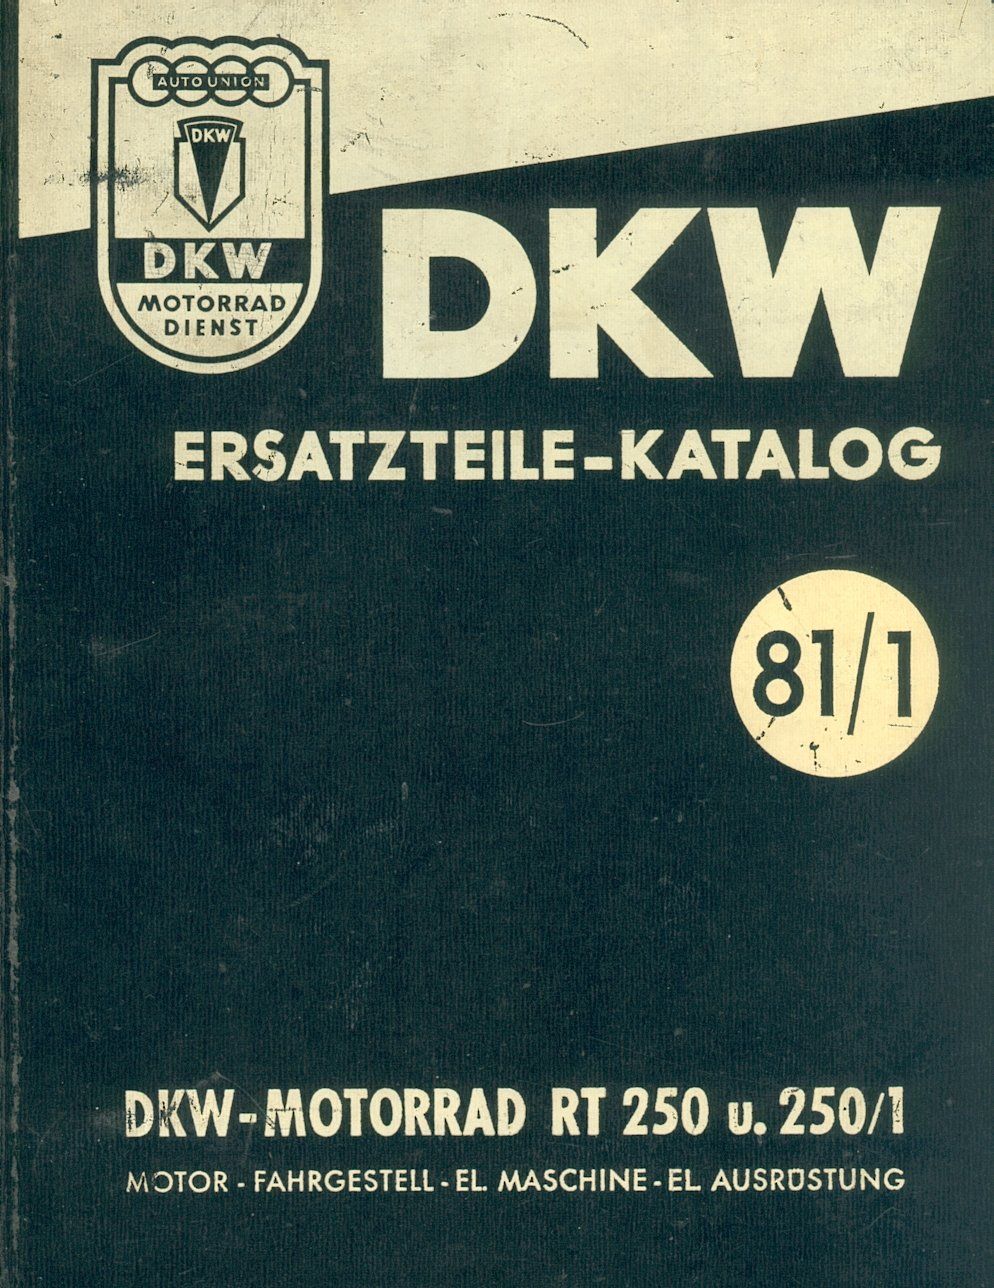 AUTO UNION
DKW
DKW
MOTORRAD
DIENST
DKW
ERSATZTEILE-KATALOG
81/1
DKW-MOTORRAD RT 250 u. 250/1
MOTOR - FAHRGESTELL - EL. MASCHINE - EL. AUSRÜSTUNG